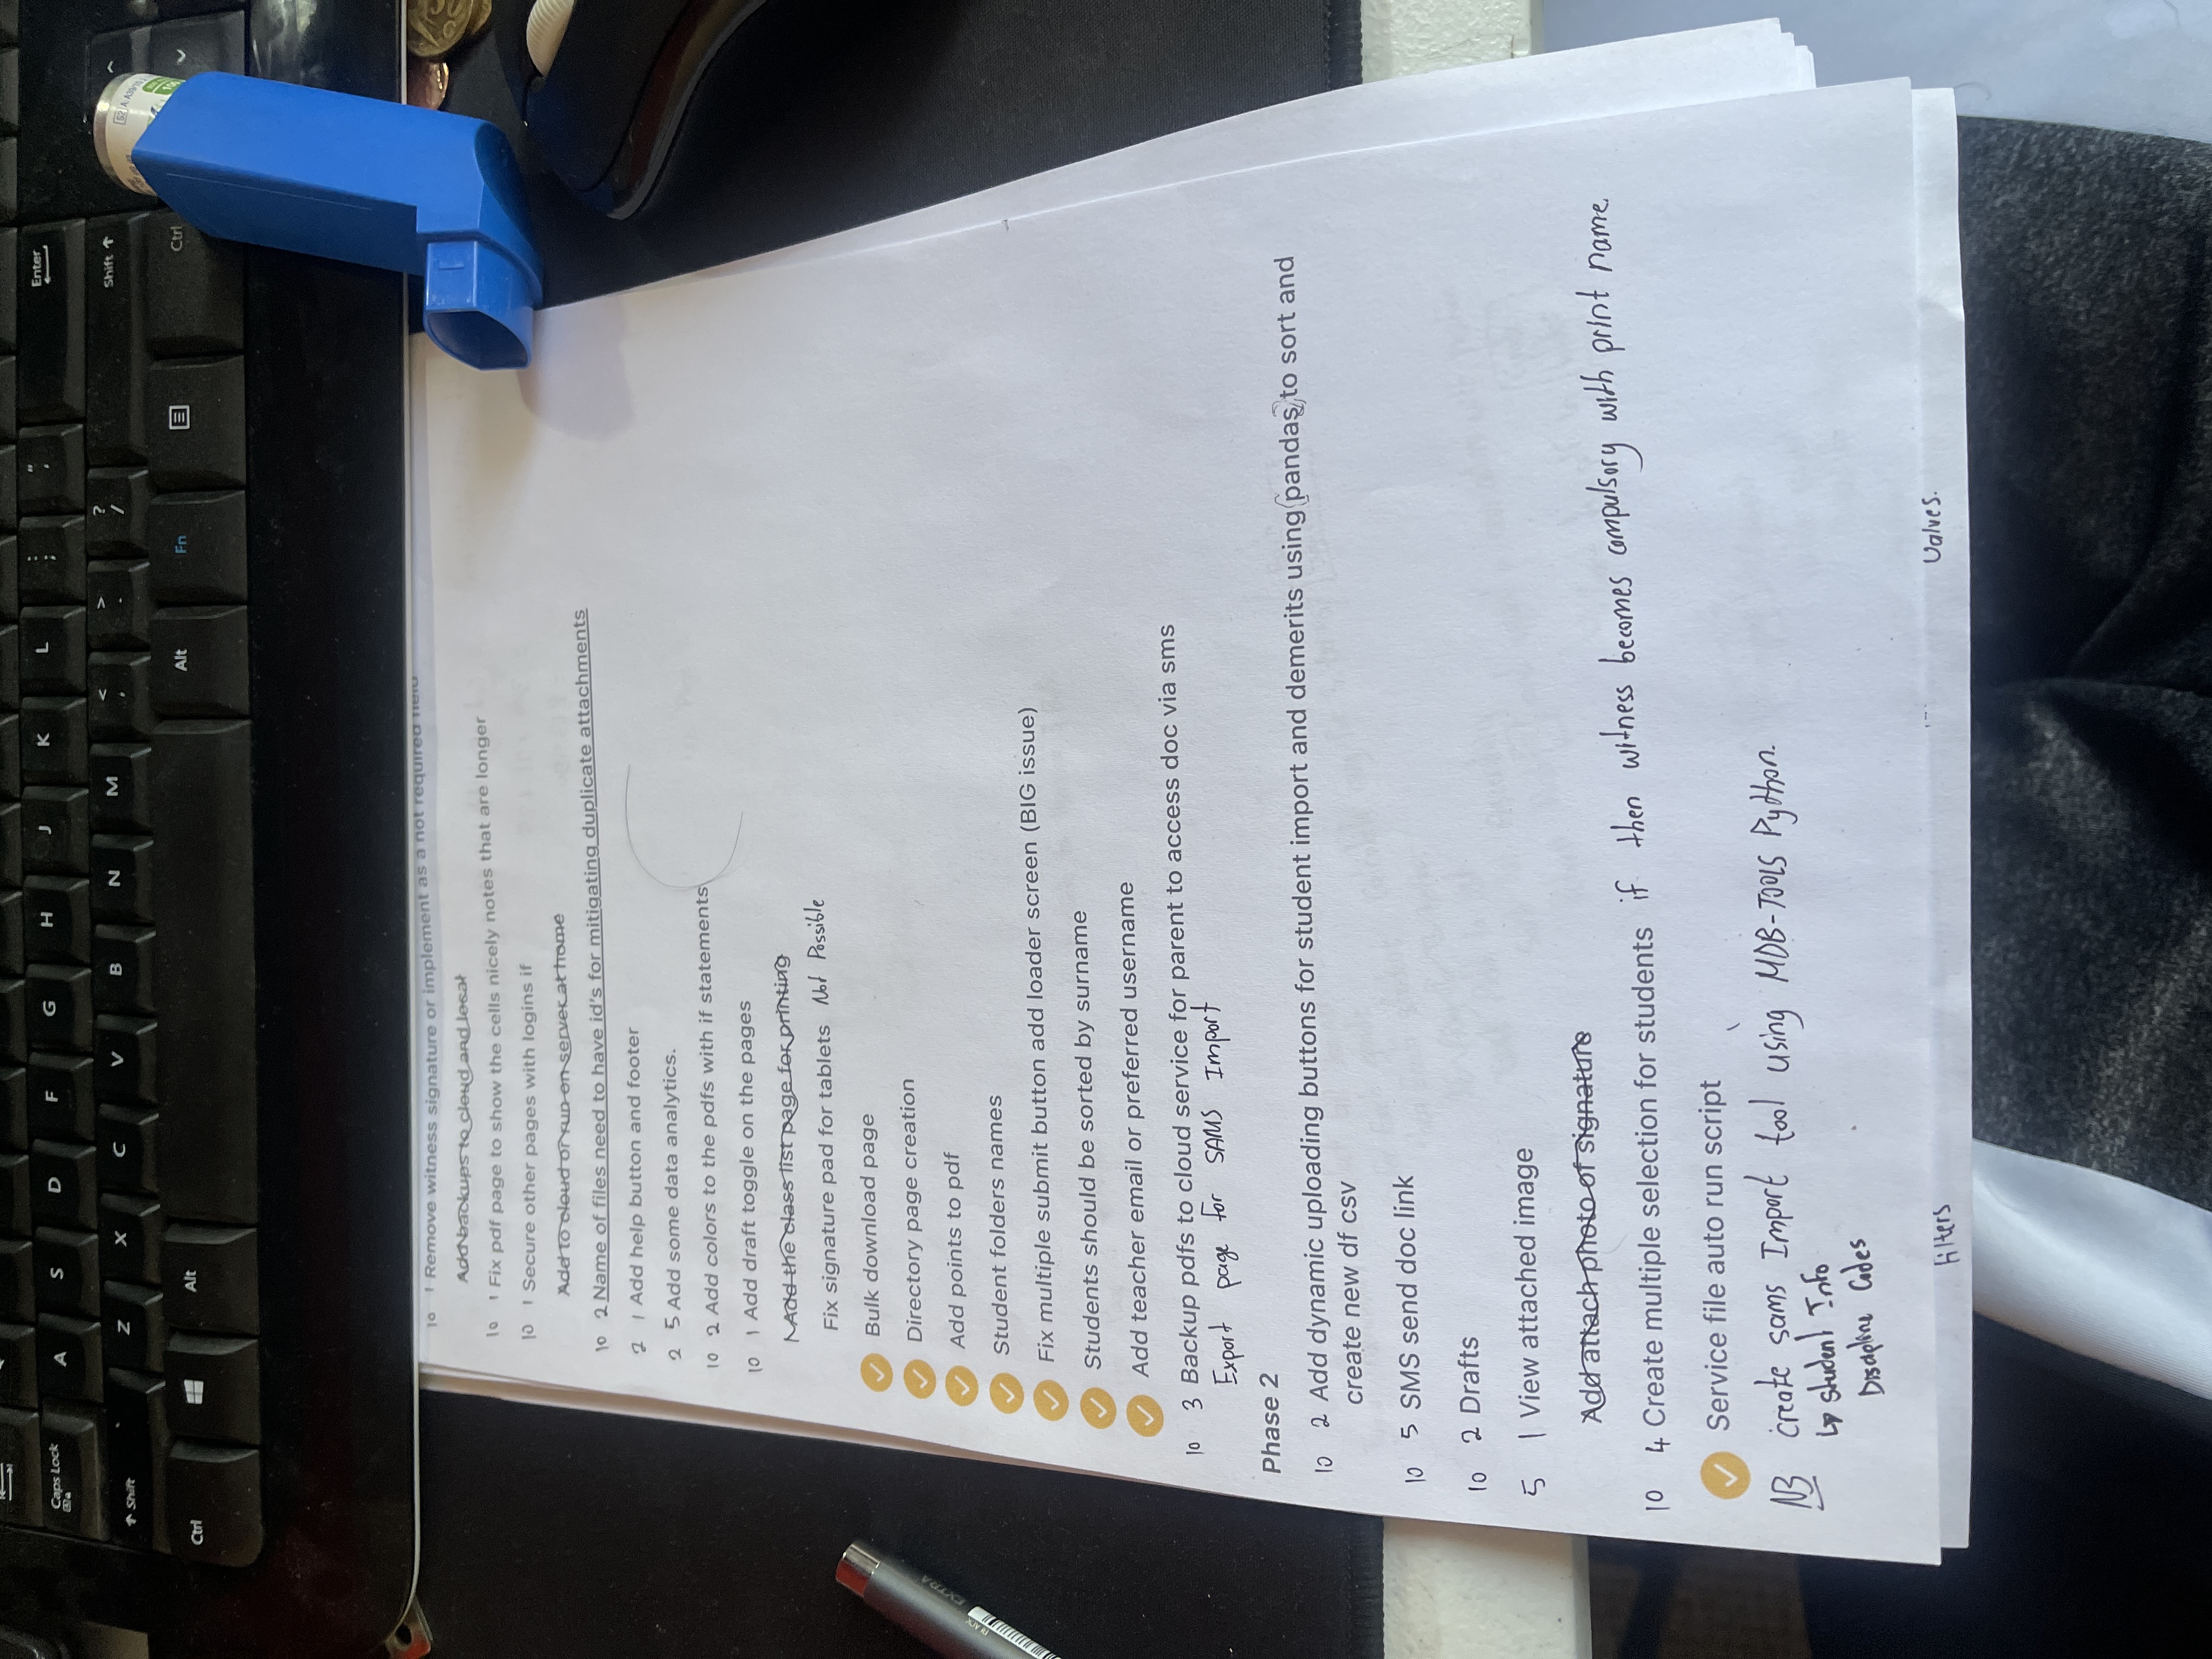 Caps Lock A S D F G H J K L ; : ' " Enter
Shift Z X C V B N M < , > . ? / Shift
Ctrl Alt Alt Fn Ctrl
10 1 Remove witness signature or implement as a not required field
Add backups to cloud and local
10 1 Fix pdf page to show the cells nicely notes that are longer
10 1 Secure other pages with logins if
Add to cloud or run on server at home
10 2 Name of files need to have id's for mitigating duplicate attachments
2 1 Add help button and footer
2 5 Add some data analytics.
10 2 Add colors to the pdfs with if statements
10 1 Add draft toggle on the pages
Add the class list page for printing
Fix signature pad for tablets Not Possible
Bulk download page
Directory page creation
Add points to pdf
Student folders names
Fix multiple submit button add loader screen (BIG issue)
Students should be sorted by surname
Add teacher email or preferred username
10 3 Backup pdfs to cloud service for parent to access doc via sms
Export page for SAMS Import
Phase 2
10 2 Add dynamic uploading buttons for student import and demerits using (pandas) to sort and
create new df csv
10 5 SMS send doc link
10 2 Drafts
5 1 View attached image
Add attach photo of signature
10 4 Create multiple selection for students if then witness becomes compulsory with print name.
Service file auto run script
NB create sams Import tool using MDB-TOOLS Python.
↳ Student Info
Discipline Codes
filters Values.
BLACK EXTRA